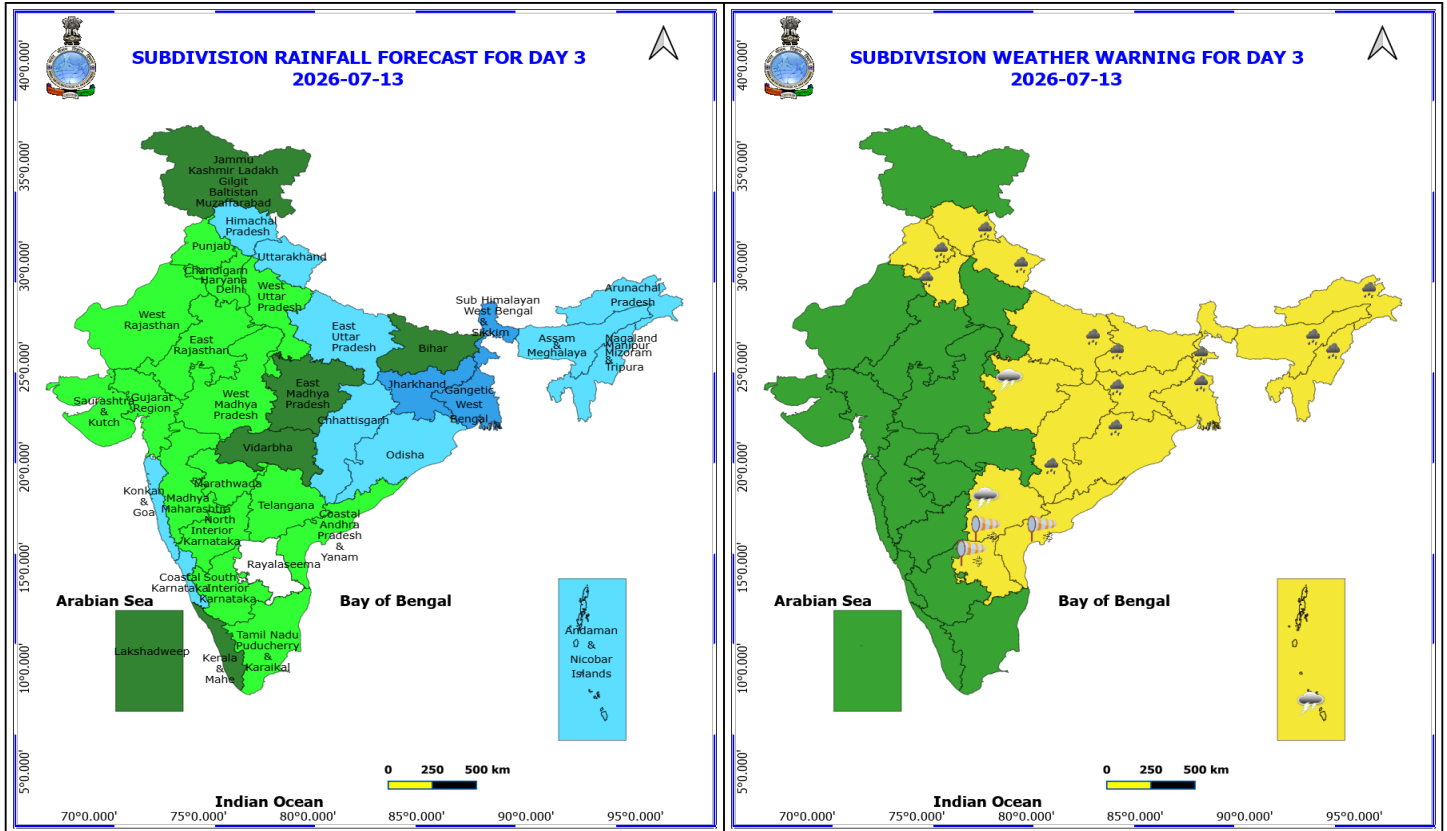 SUBDIVISION RAINFALL FORECAST FOR DAY 3
2026-07-13
40°0.000'
35°0.000'
30°0.000'
25°0.000'
20°0.000'
15°0.000'
10°0.000'
5°0.000'
Jammu
Kashmir Ladakh
Gilgit
Baltistan
Muzaffarabad
Himachal
Pradesh
Punjab
Uttarakhand
Chandigarh
Haryana
Delhi
West
Uttar
Pradesh
Arunachal
Pradesh
Sub Himalayan
West Bengal
&
Sikkim
West
Rajasthan
East
Uttar
Pradesh
Assam
&
Meghalaya
Nagaland
Manipur
Mizoram
&
Tripura
East
Rajasthan
Bihar
East
Madhya
Pradesh
Jharkhand
Gangetic
West
Bengal
Saurashtra
&
Kutch
Gujarat
Region
West
Madhya
Pradesh
Chhattisgarh
Vidarbha
Odisha
Konkan
&
Goa
Marathwada
Madhya
Maharashtra
Telangana
North
Interior
Karnataka
Coastal
Andhra
Pradesh
&
Yanam
Rayalaseema
Coastal
Karnataka
South
Interior
Karnataka
Arabian Sea
Bay of Bengal
Lakshadweep
Kerala
&
Mahe
Tamil Nadu
Puducherry
&
Karaikal
Andaman
&
Nicobar
Islands
0 250 500 km
Indian Ocean
70°0.000' 75°0.000' 80°0.000' 85°0.000' 90°0.000' 95°0.000'
SUBDIVISION WEATHER WARNING FOR DAY 3
2026-07-13
40°0.000'
35°0.000'
30°0.000'
25°0.000'
20°0.000'
15°0.000'
10°0.000'
5°0.000'
Arabian Sea
Bay of Bengal
0 250 500 km
Indian Ocean
70°0.000' 75°0.000' 80°0.000' 85°0.000' 90°0.000' 95°0.000'